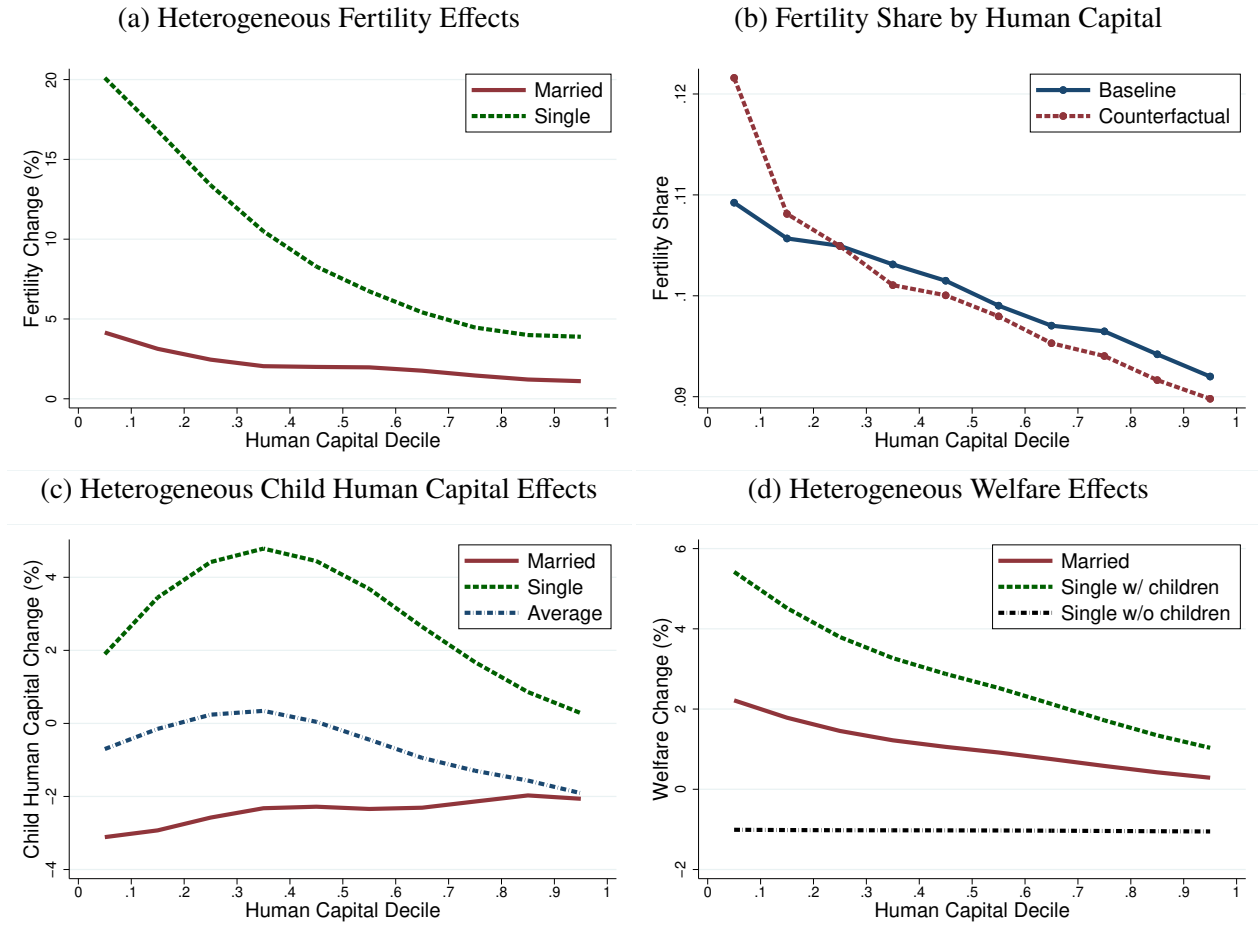 (a) Heterogeneous Fertility Effects
Fertility Change (%)
20
15
10
5
0
Married
Single
0 .1 .2 .3 .4 .5 .6 .7 .8 .9 1
Human Capital Decile
(b) Fertility Share by Human Capital
Fertility Share
.12
.11
.1
.09
Baseline
Counterfactual
0 .1 .2 .3 .4 .5 .6 .7 .8 .9 1
Human Capital Decile
(c) Heterogeneous Child Human Capital Effects
Child Human Capital Change (%)
4
2
0
−2
−4
Married
Single
Average
0 .1 .2 .3 .4 .5 .6 .7 .8 .9 1
Human Capital Decile
(d) Heterogeneous Welfare Effects
Welfare Change (%)
6
4
2
0
−2
Married
Single w/ children
Single w/o children
0 .1 .2 .3 .4 .5 .6 .7 .8 .9 1
Human Capital Decile